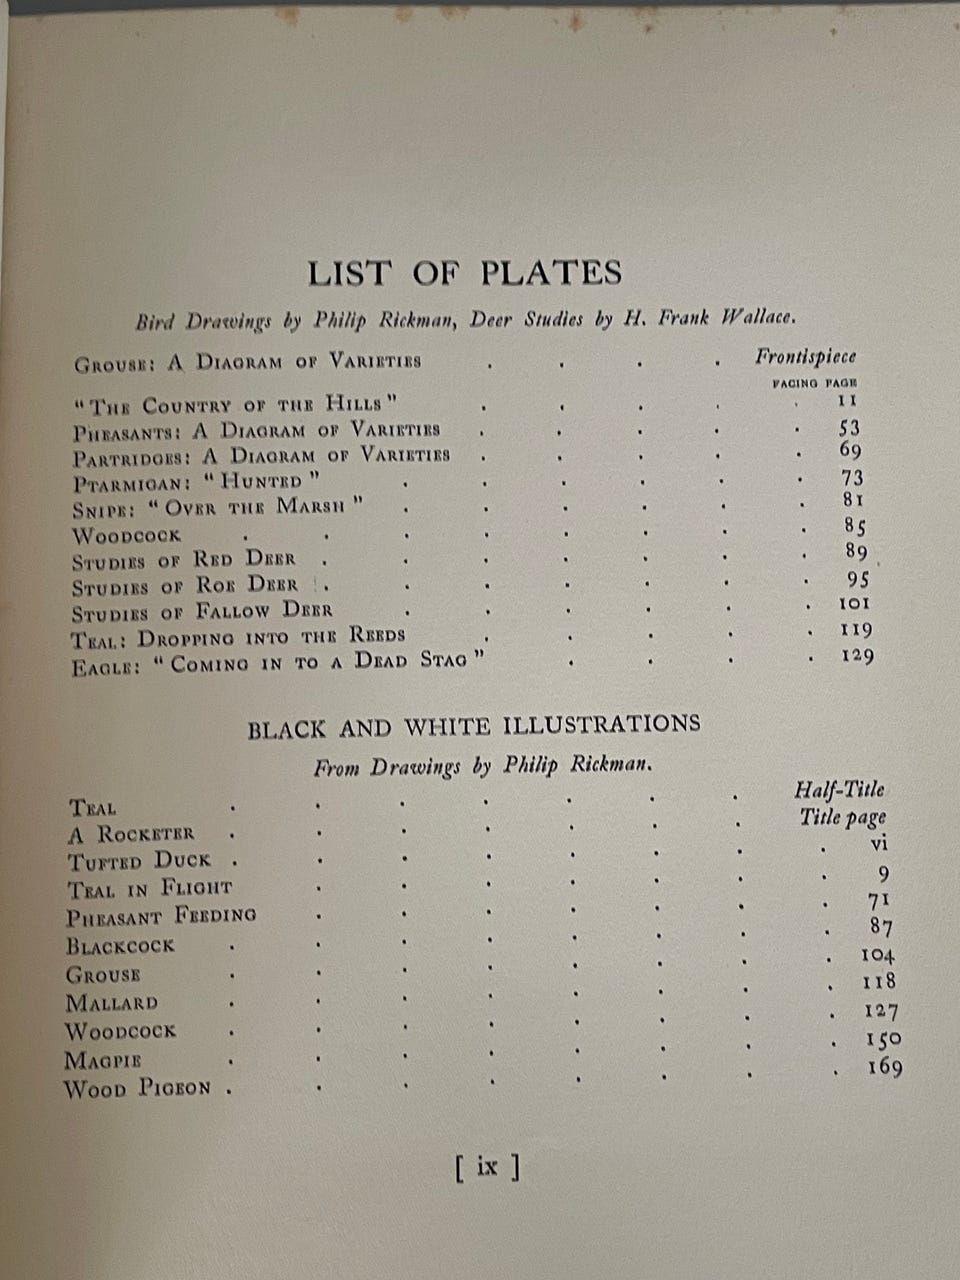 LIST OF PLATES
Bird Drawings by Philip Rickman, Deer Studies by H. Frank Wallace.
GROUSE: A DIAGRAM OF VARIETIES . . . . Frontispiece
FACING PAGE
"THE COUNTRY OF THE HILLS" . . . . . 11
PHEASANTS: A DIAGRAM OF VARIETIES . . . . . 53
PARTRIDGES: A DIAGRAM OF VARIETIES . . . . . 69
PTARMIGAN: "HUNTED" . . . . . . 73
SNIPE: "OVER THE MARSH" . . . . . . 81
WOODCOCK . . . . . . . . 85
STUDIES OF RED DEER . . . . . . . 89
STUDIES OF ROE DEER . . . . . . . 95
STUDIES OF FALLOW DEER . . . . . . 101
TEAL: DROPPING INTO THE REEDS . . . . . 119
EAGLE: "COMING IN TO A DEAD STAG" . . . . 129
BLACK AND WHITE ILLUSTRATIONS
From Drawings by Philip Rickman.
TEAL . . . . . . . Half-Title
A ROCKETER . . . . . . . Title page
TUFTED DUCK . . . . . . . . vi
TEAL IN FLIGHT . . . . . . . 9
PHEASANT FEEDING . . . . . . . 71
BLACKCOCK . . . . . . . . 87
GROUSE . . . . . . . . 104
MALLARD . . . . . . . . 118
WOODCOCK . . . . . . . . 127
MAGPIE . . . . . . . . 150
WOOD PIGEON . . . . . . . . 169
[ ix ]